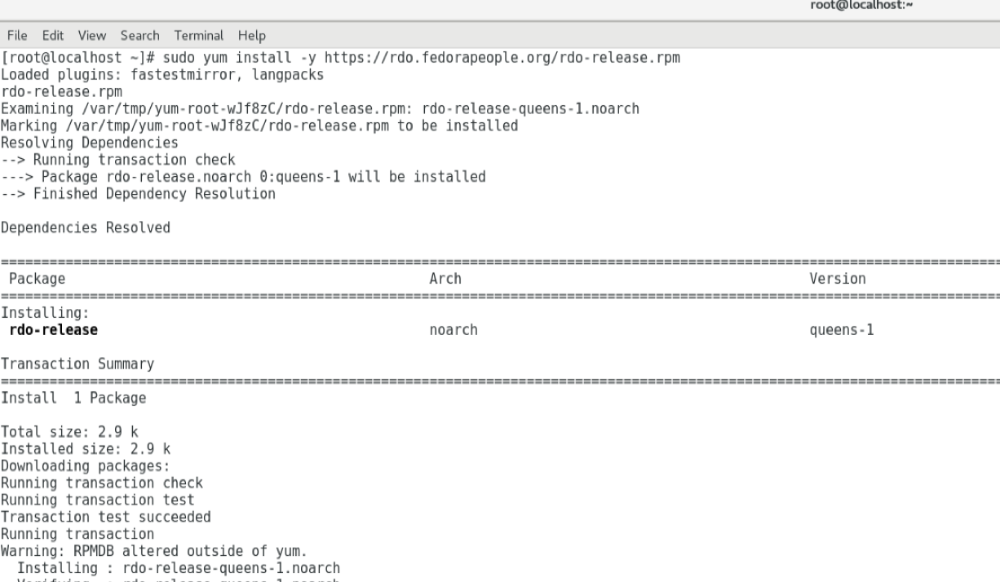 root@localhost:~
File Edit View Search Terminal Help
[root@localhost ~]# sudo yum install -y https://rdo.fedorapeople.org/rdo-release.rpm
Loaded plugins: fastestmirror, langpacks
rdo-release.rpm
Examining /var/tmp/yum-root-wJf8zC/rdo-release.rpm: rdo-release-queens-1.noarch
Marking /var/tmp/yum-root-wJf8zC/rdo-release.rpm to be installed
Resolving Dependencies
--> Running transaction check
---> Package rdo-release.noarch 0:queens-1 will be installed
--> Finished Dependency Resolution
Dependencies Resolved
================================================================================
Package Arch Version
================================================================================
Installing:
rdo-release noarch queens-1
Transaction Summary
================================================================================
Install 1 Package
Total size: 2.9 k
Installed size: 2.9 k
Downloading packages:
Running transaction check
Running transaction test
Transaction test succeeded
Running transaction
Warning: RPMDB altered outside of yum.
Installing : rdo-release-queens-1.noarch
Verifying : rdo-release-queens-1.noarch